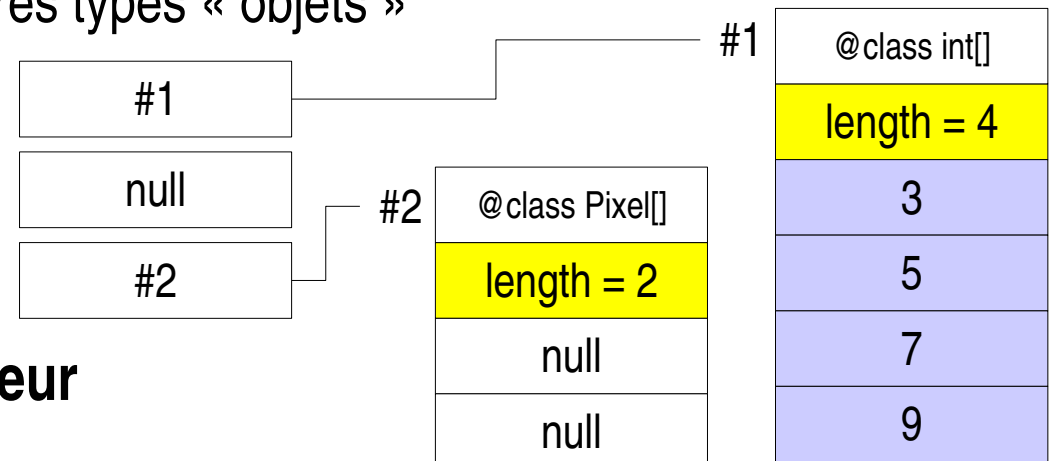 res types « objets »
#1
null
#2
#2
@class Pixel[]
length = 2
null
null
#1
@class int[]
length = 4
3
5
7
9
eur